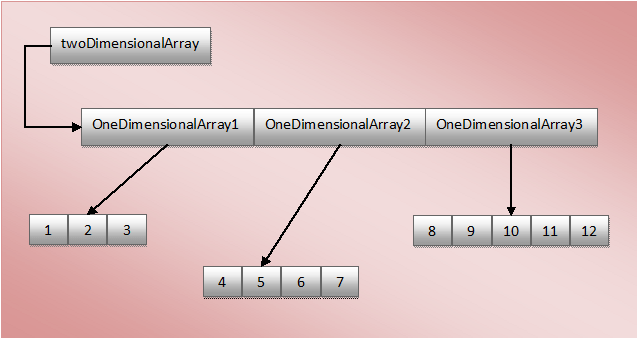 twoDimensionalArray
OneDimensionalArray1 OneDimensionalArray2 OneDimensionalArray3
1 2 3
8 9 10 11 12
4 5 6 7